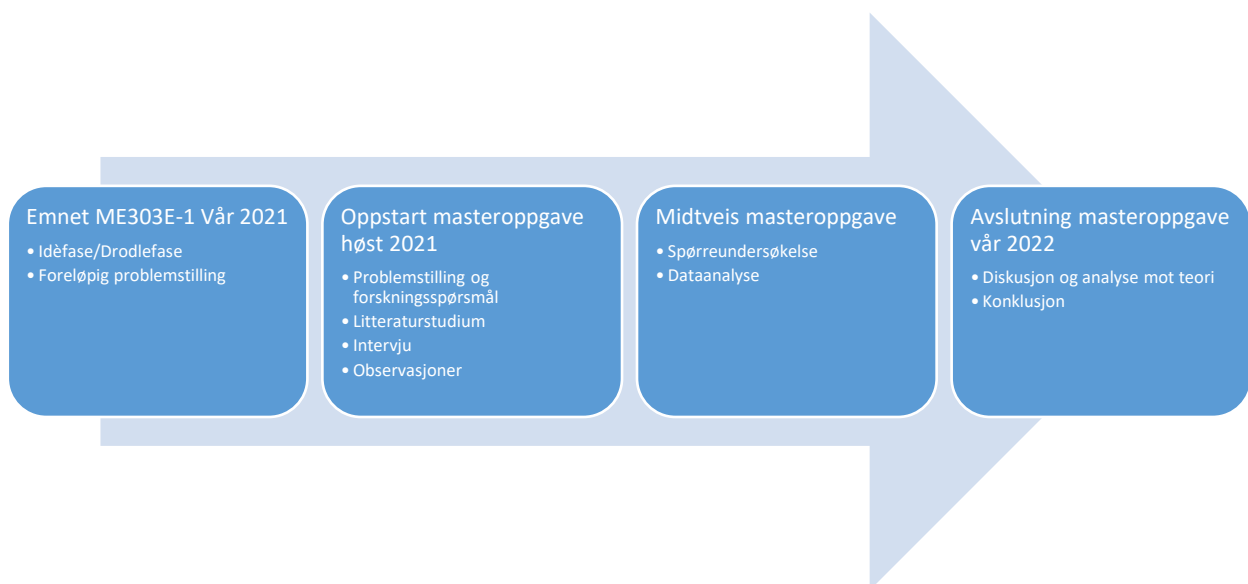 Emnet ME303E-1 Vår 2021
• Idèfase/Drodlefase
• Foreløpig problemstilling
Oppstart masteroppgave
høst 2021
• Problemstilling og
forskningsspørsmål
• Litteraturstudium
• Intervju
• Observasjoner
Midtveis masteroppgave
• Spørreundersøkelse
• Dataanalyse
Avslutning masteroppgave
vår 2022
• Diskusjon og analyse mot teori
• Konklusjon